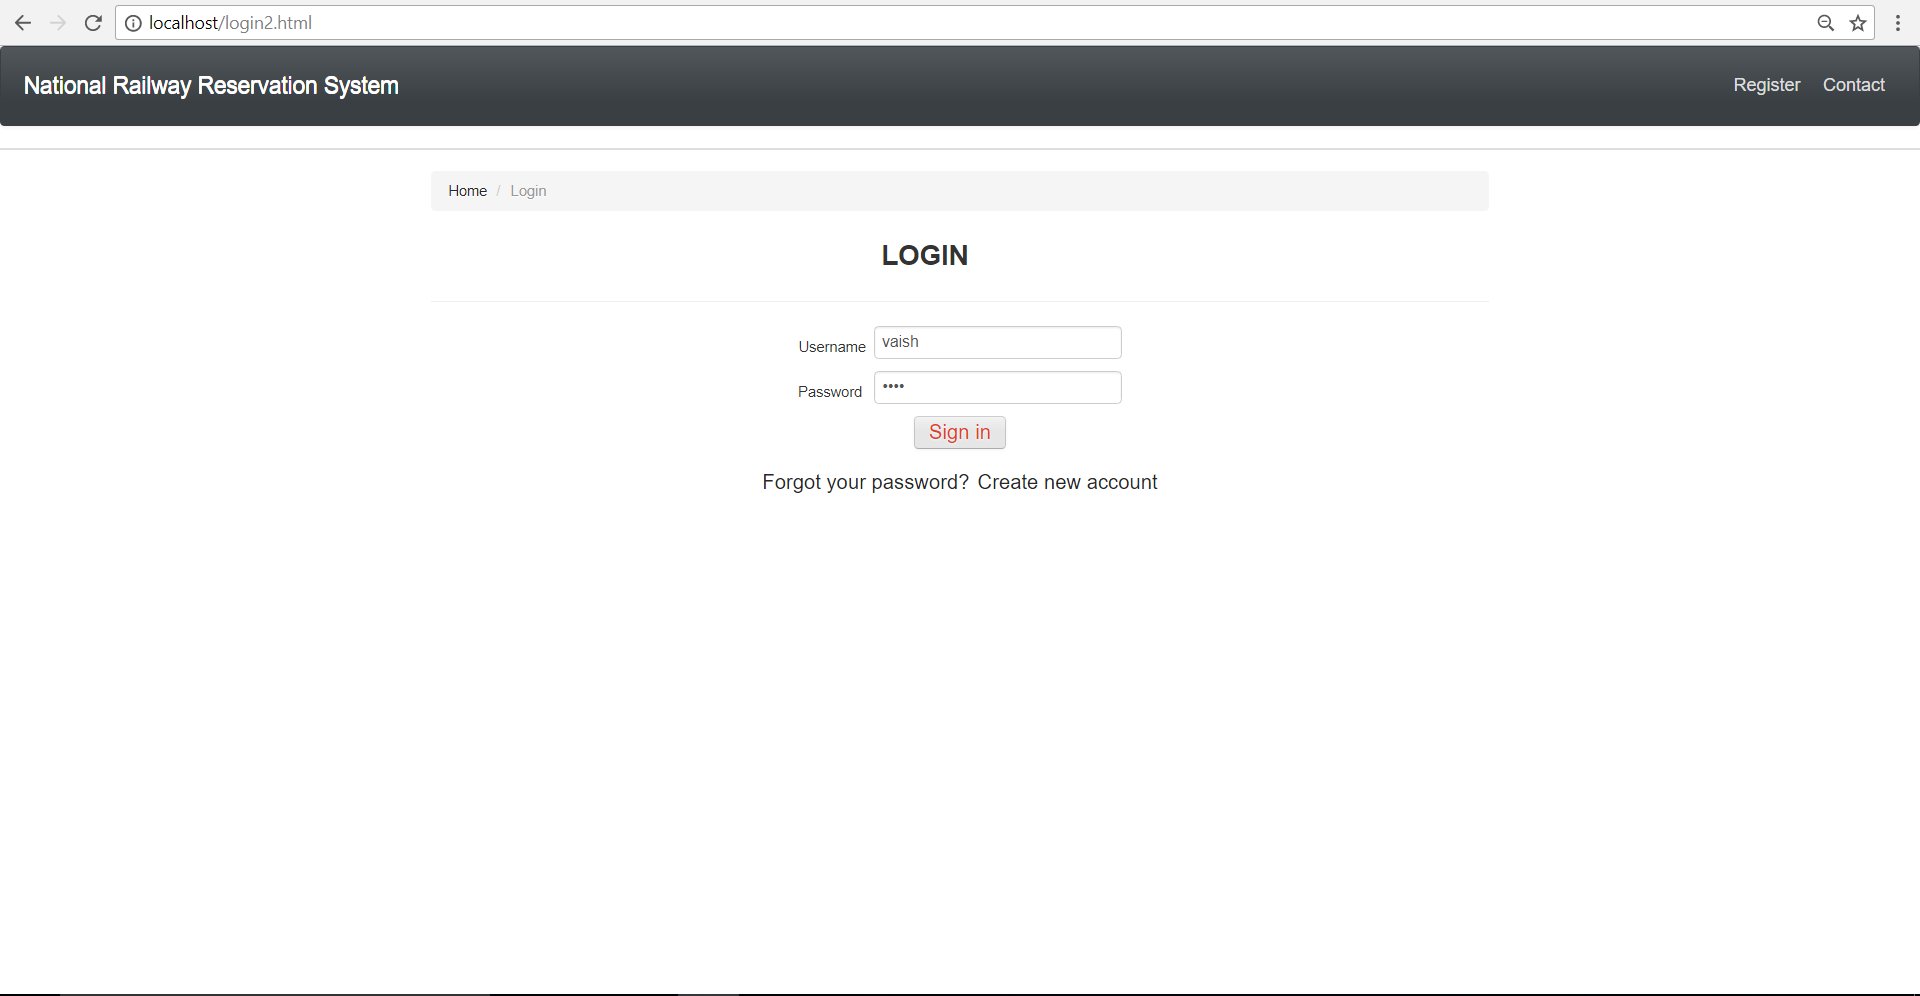 localhost/login2.html
National Railway Reservation System Register Contact
Home / Login
LOGIN
Username vaish
Password ••••
Sign in
Forgot your password? Create new account